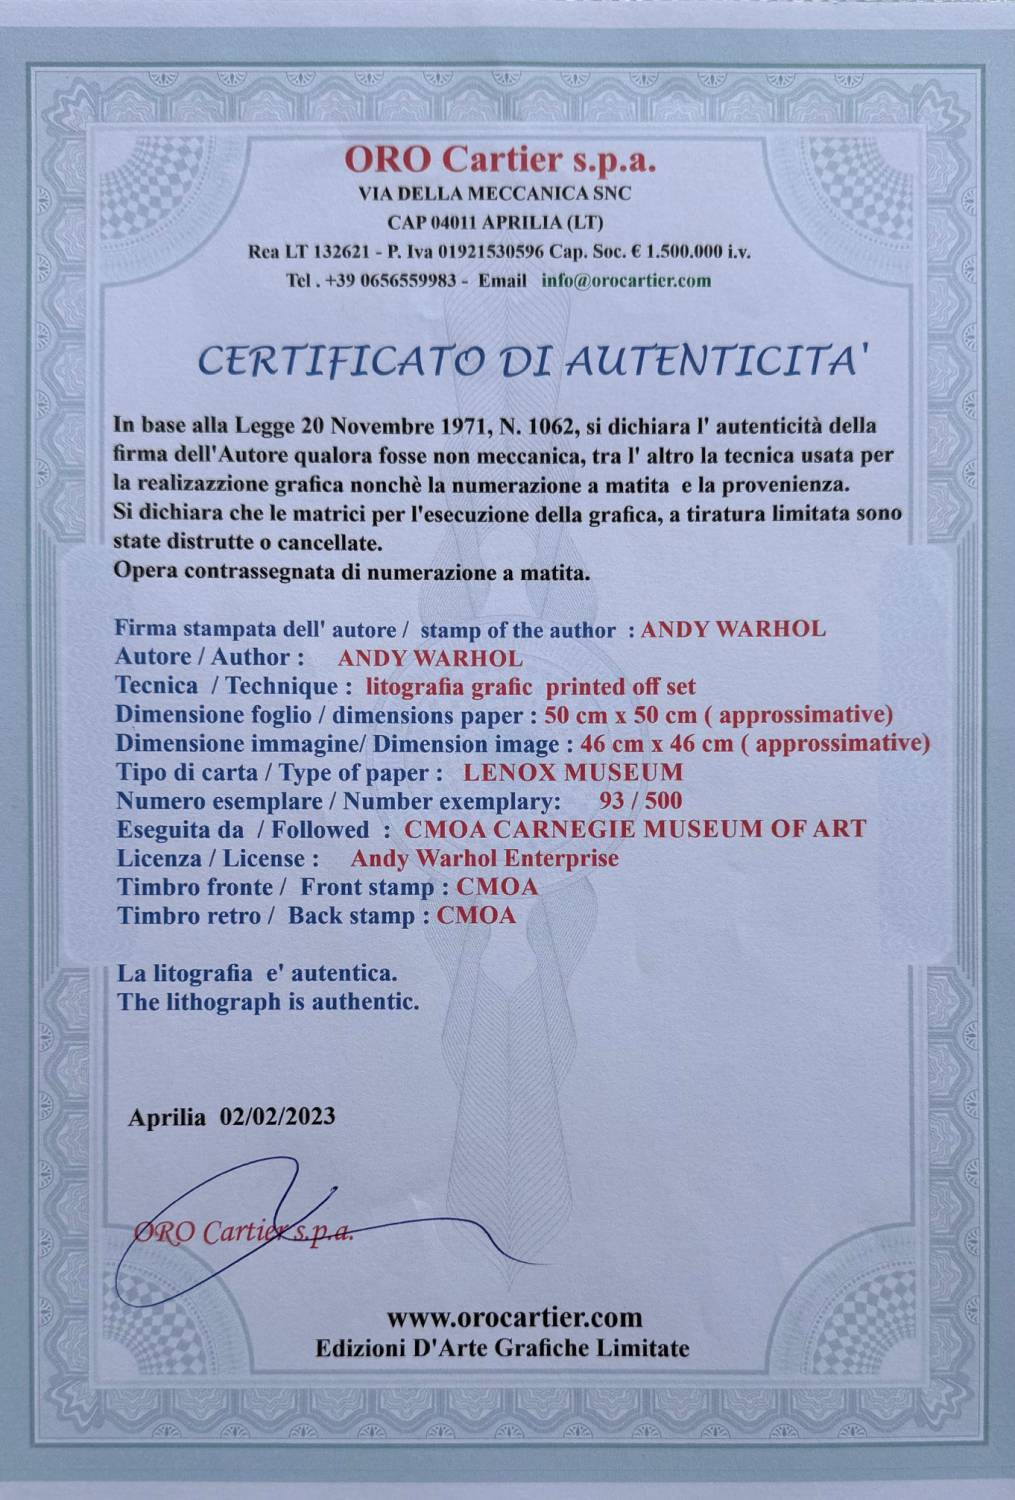 ORO Cartier s.p.a.
VIA DELLA MECCANICA SNC
CAP 04011 APRILIA (LT)
Rea LT 132621 - P. Iva 01921530596 Cap. Soc. € 1.500.000 i.v.
Tel . +39 0656559983 - Email info@orocartier.com
CERTIFICATO DI AUTENTICITA'
In base alla Legge 20 Novembre 1971, N. 1062, si dichiara l' autenticità della
firma dell'Autore qualora fosse non meccanica, tra l' altro la tecnica usata per
la realizazzione grafica nonchè la numerazione a matita e la provenienza.
Si dichiara che le matrici per l'esecuzione della grafica, a tiratura limitata sono
state distrutte o cancellate.
Opera contrassegnata di numerazione a matita.
Firma stampata dell' autore / stamp of the author : ANDY WARHOL
Autore / Author : ANDY WARHOL
Tecnica / Technique : litografia grafic printed off set
Dimensione foglio / dimensions paper : 50 cm x 50 cm ( approssimative)
Dimensione immagine/ Dimension image : 46 cm x 46 cm ( approssimative)
Tipo di carta / Type of paper : LENOX MUSEUM
Numero esemplare / Number exemplary: 93 / 500
Eseguita da / Followed : CMOA CARNEGIE MUSEUM OF ART
Licenza / License : Andy Warhol Enterprise
Timbro fronte / Front stamp : CMOA
Timbro retro / Back stamp : CMOA
La litografia e' autentica.
The lithograph is authentic.
Aprilia 02/02/2023
ORO Cartier s.p.a.
www.orocartier.com
Edizioni D'Arte Grafiche Limitate